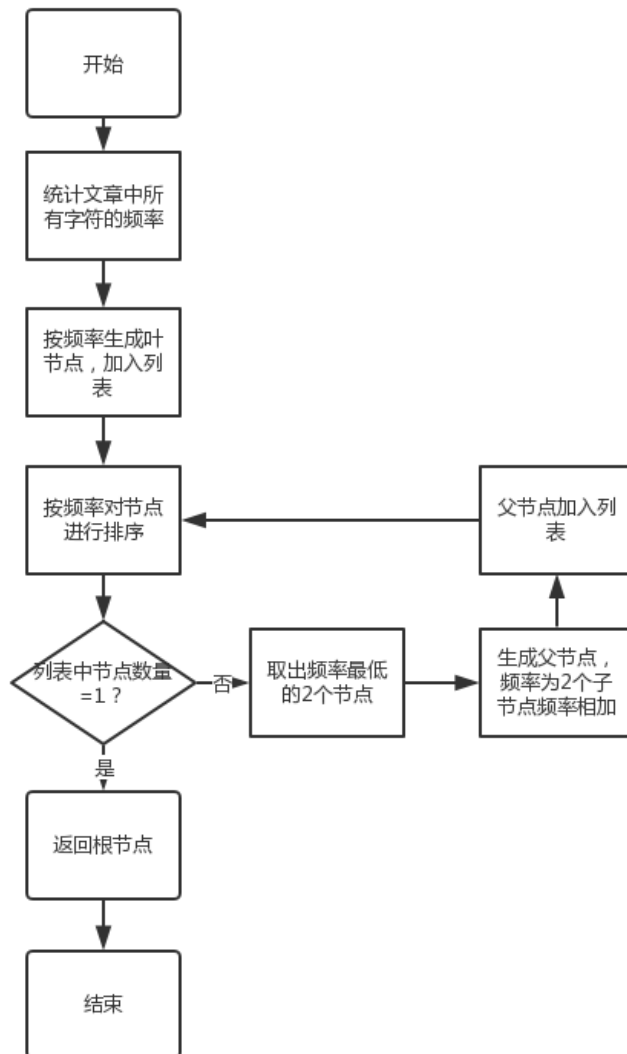 开始
统计文章中所
有字符的频率
按频率生成叶
节点，加入列
表
按频率对节点
进行排序
父节点加入列
表
列表中节点数量
=1？
否
取出频率最低
的2个节点
生成父节点，
频率为2个子
节点频率相加
是
返回根节点
结束